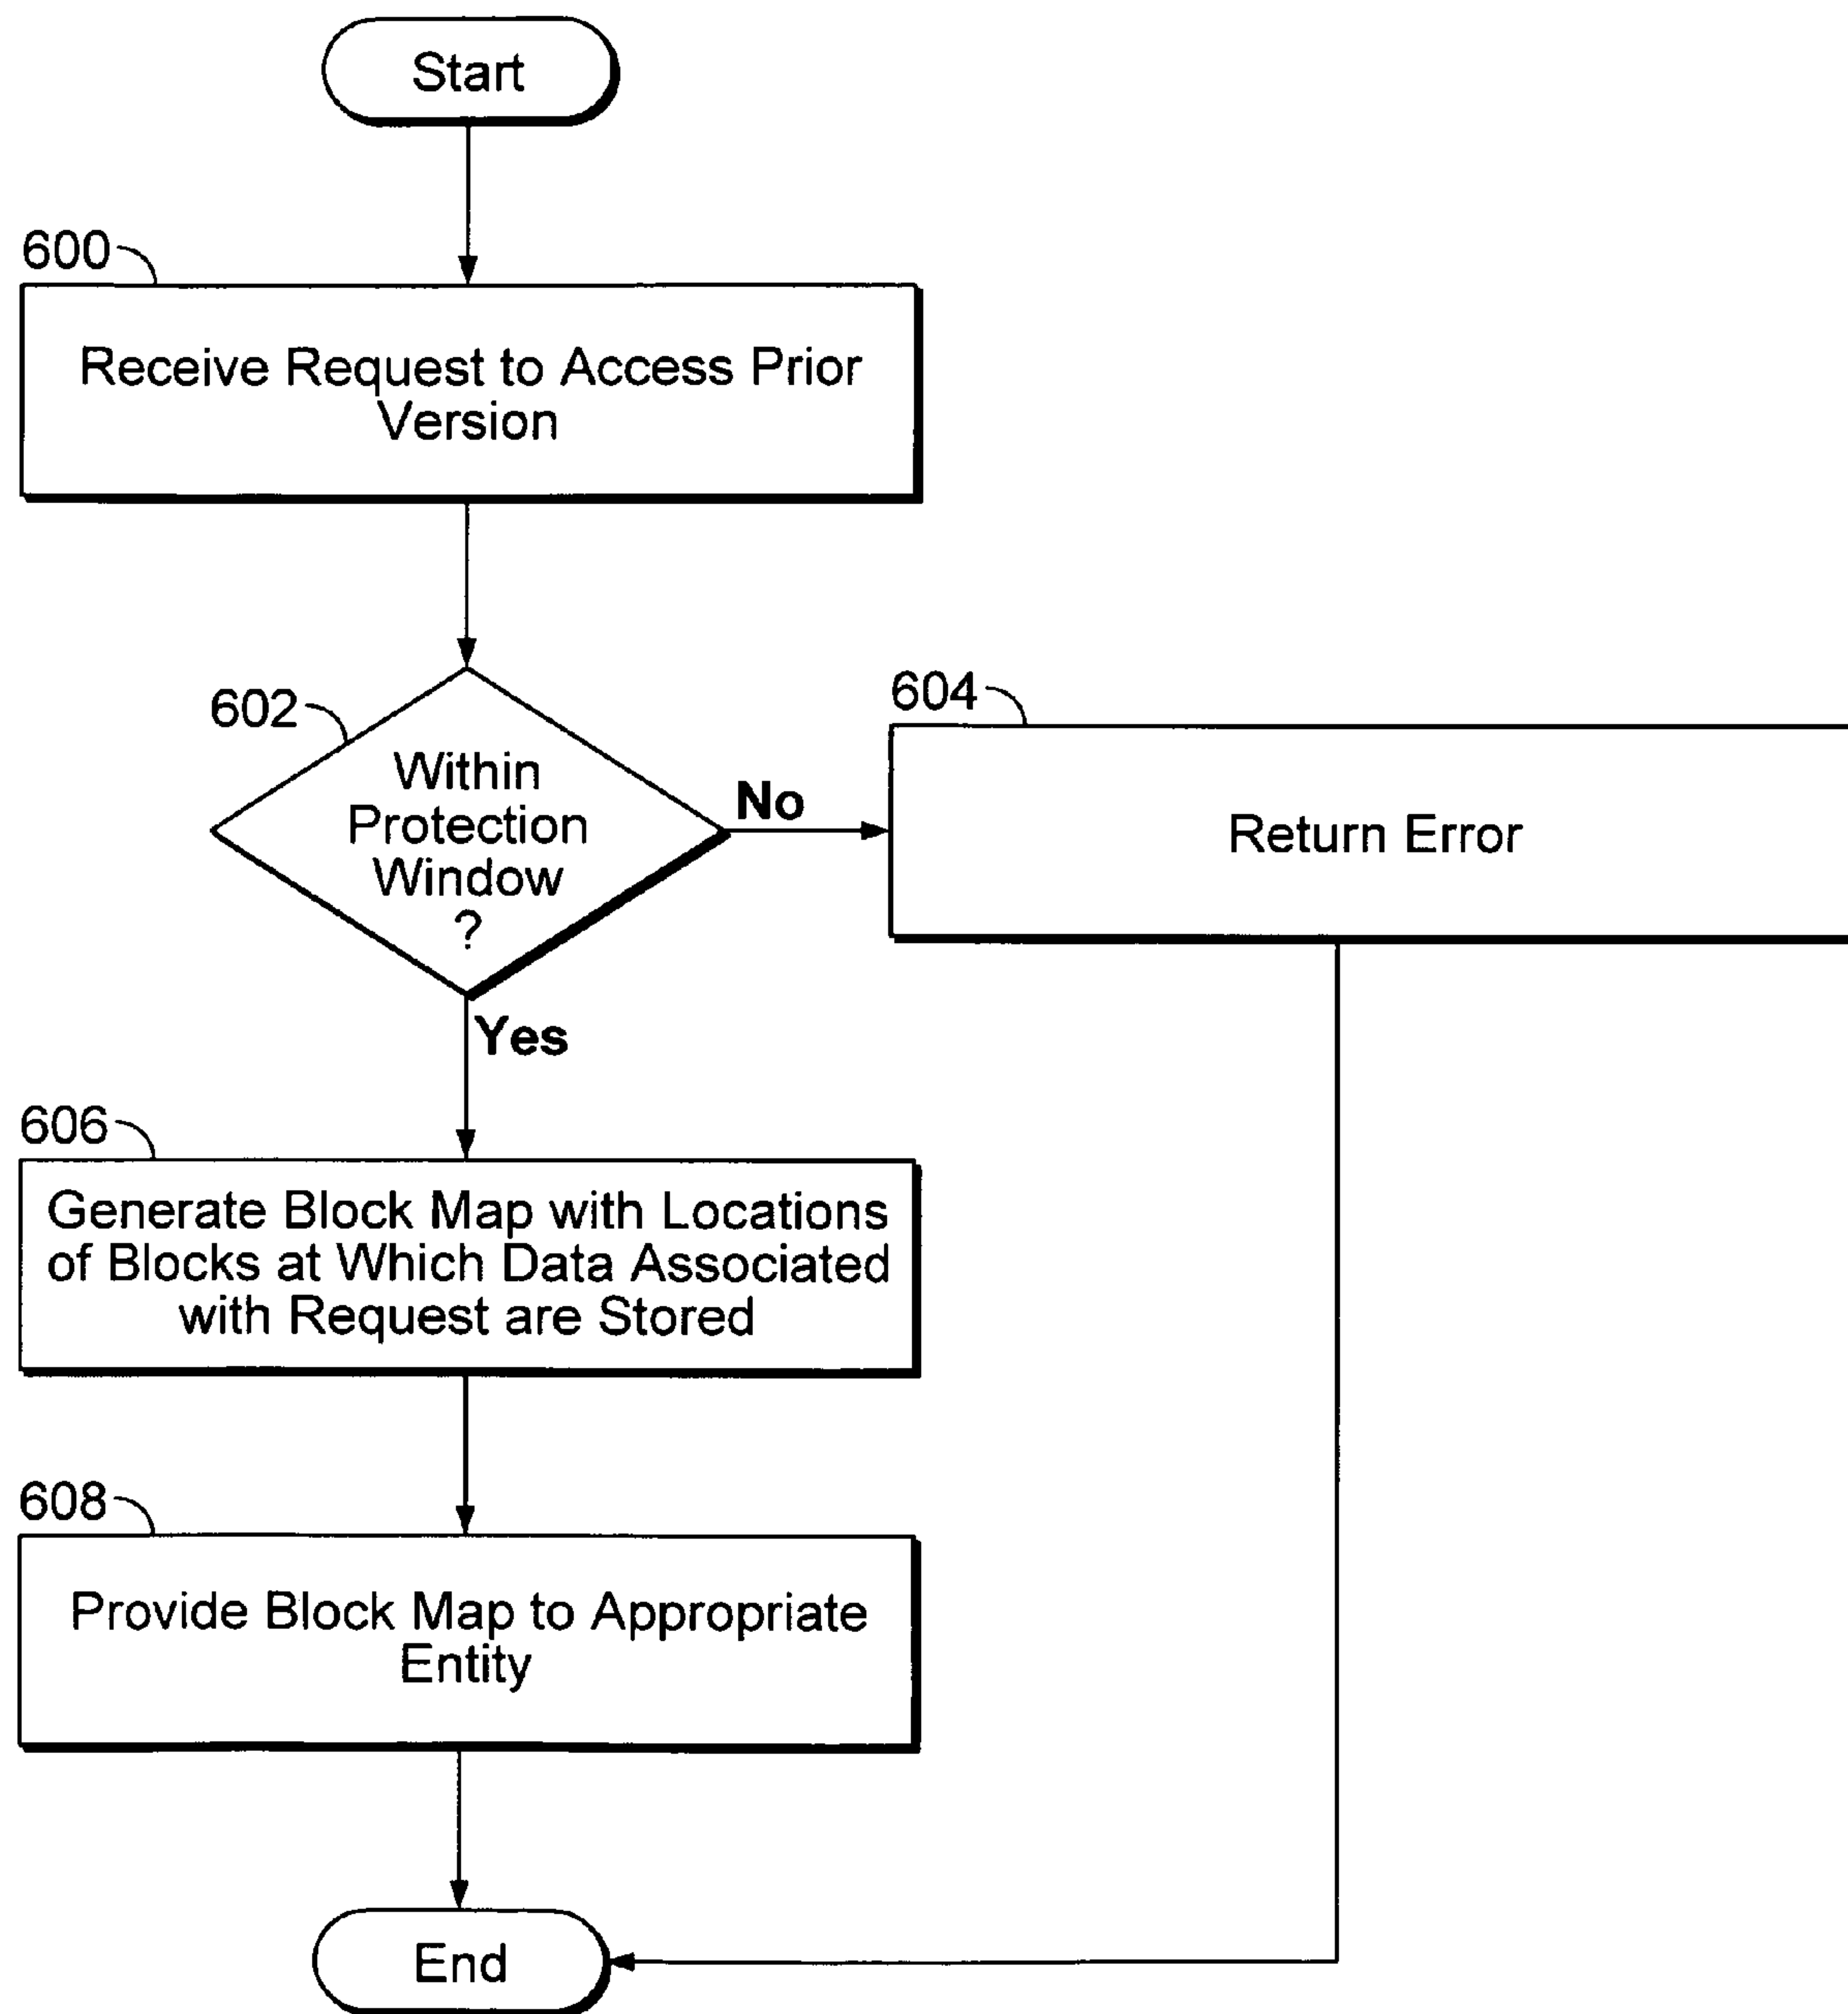 Start
600
Receive Request to Access Prior
Version
602
Within
Protection
Window
?
No
604
Return Error
Yes
606
Generate Block Map with Locations
of Blocks at Which Data Associated
with Request are Stored
608
Provide Block Map to Appropriate
Entity
End